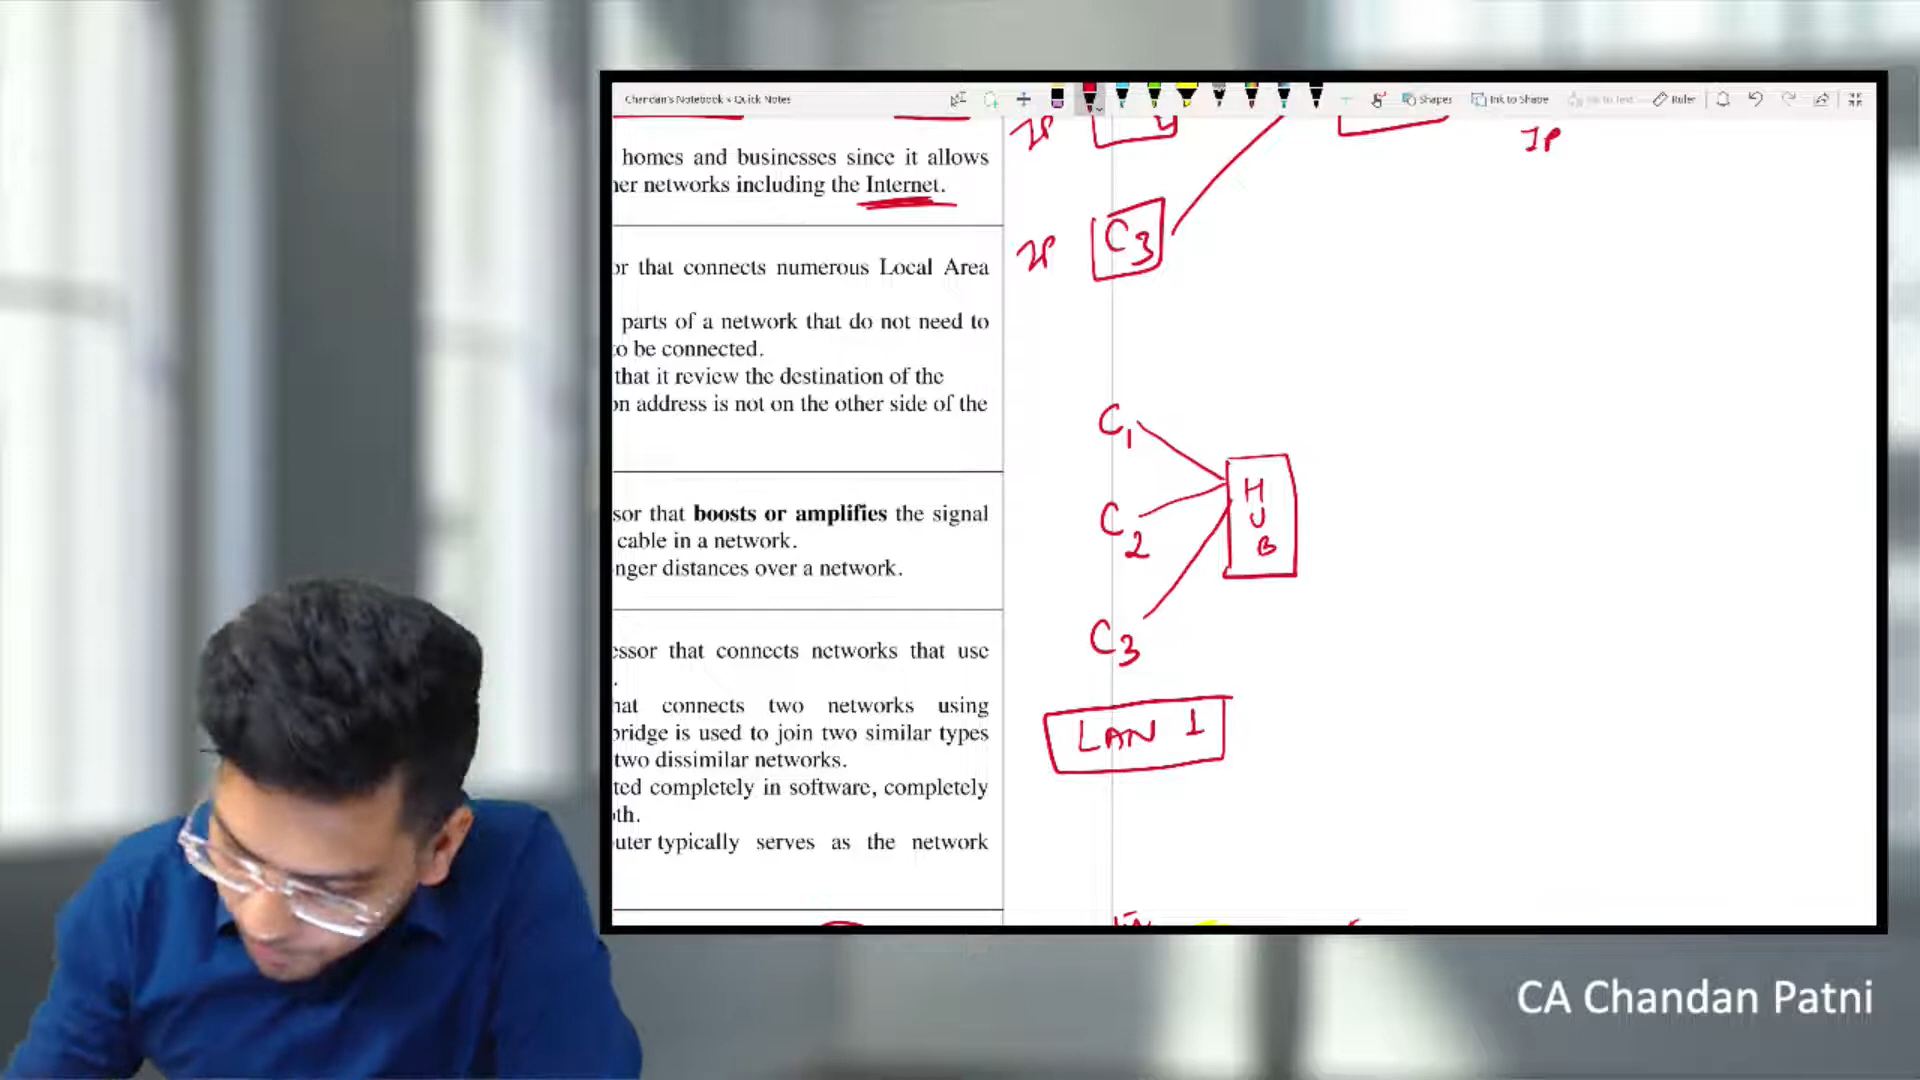 Chandan's Notebook » Quick Notes
Shapes
Ink to Shape
Ink to Text
Ruler
homes and businesses since it allows
her networks including the Internet.
or that connects numerous Local Area
parts of a network that do not need to
to be connected.
that it review the destination of the
on address is not on the other side of the
sor that boosts or amplifies the signal
cable in a network.
nger distances over a network.
essor that connects networks that use
.
hat connects two networks using
bridge is used to join two similar types
two dissimilar networks.
ted completely in software, completely
oth.
uter typically serves as the network
IP
IP
IP
C3
C1
C2
C3
HUB
LAN 1
CA Chandan Patni